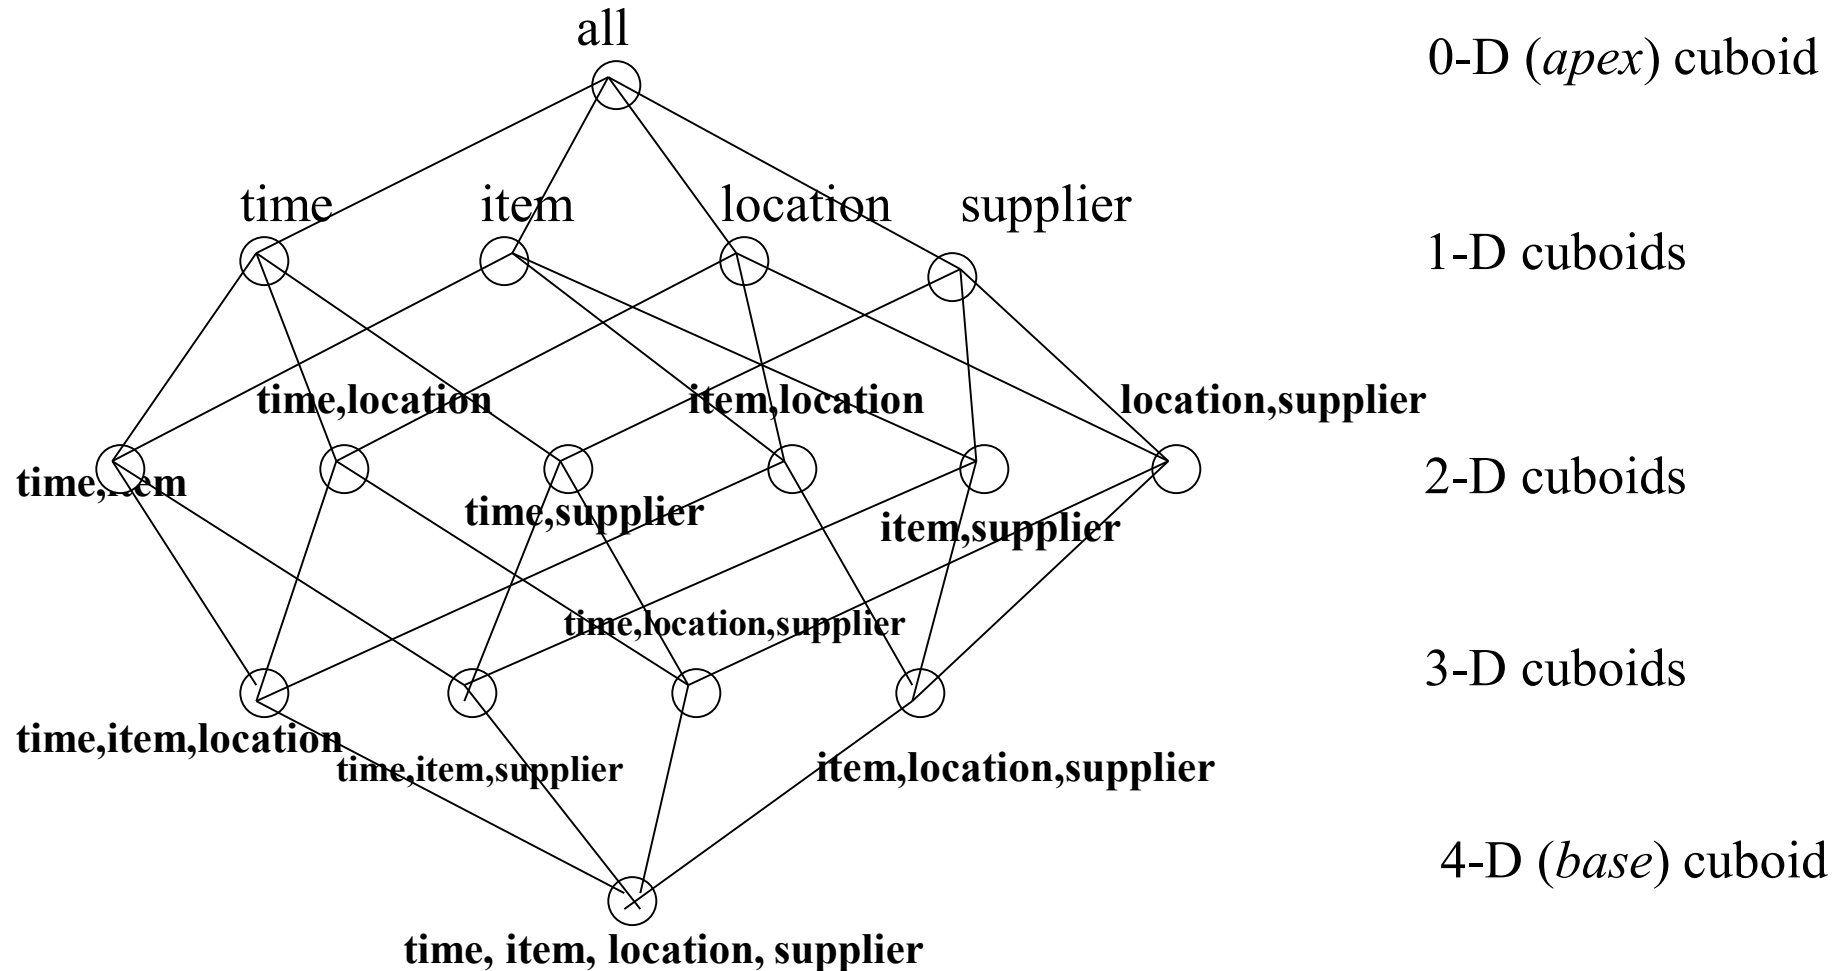 all
0-D (apex) cuboid
time
item
location
supplier
1-D cuboids
time,location
item,location
location,supplier
time,item
2-D cuboids
time,supplier
item,supplier
time,location,supplier
3-D cuboids
time,item,location
time,item,supplier
item,location,supplier
4-D (base) cuboid
time, item, location, supplier